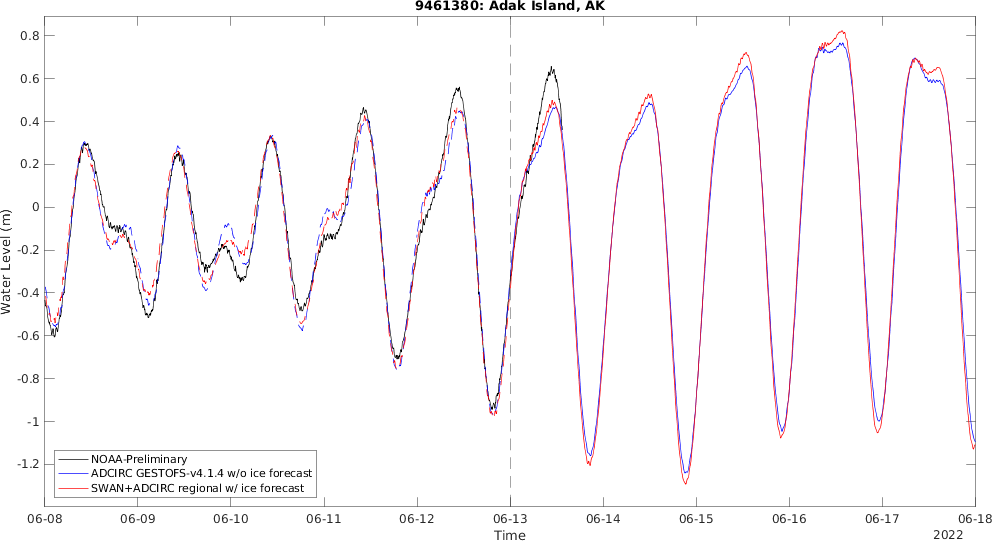 9461380: Adak Island, AK
Water Level (m)
0.8
0.6
0.4
0.2
0
-0.2
-0.4
-0.6
-0.8
-1
-1.2
NOAA-Preliminary
ADCIRC GESTOFS-v4.1.4 w/o ice forecast
SWAN+ADCIRC regional w/ ice forecast
06-08 06-09 06-10 06-11 06-12 06-13 06-14 06-15 06-16 06-17 06-18
Time
2022